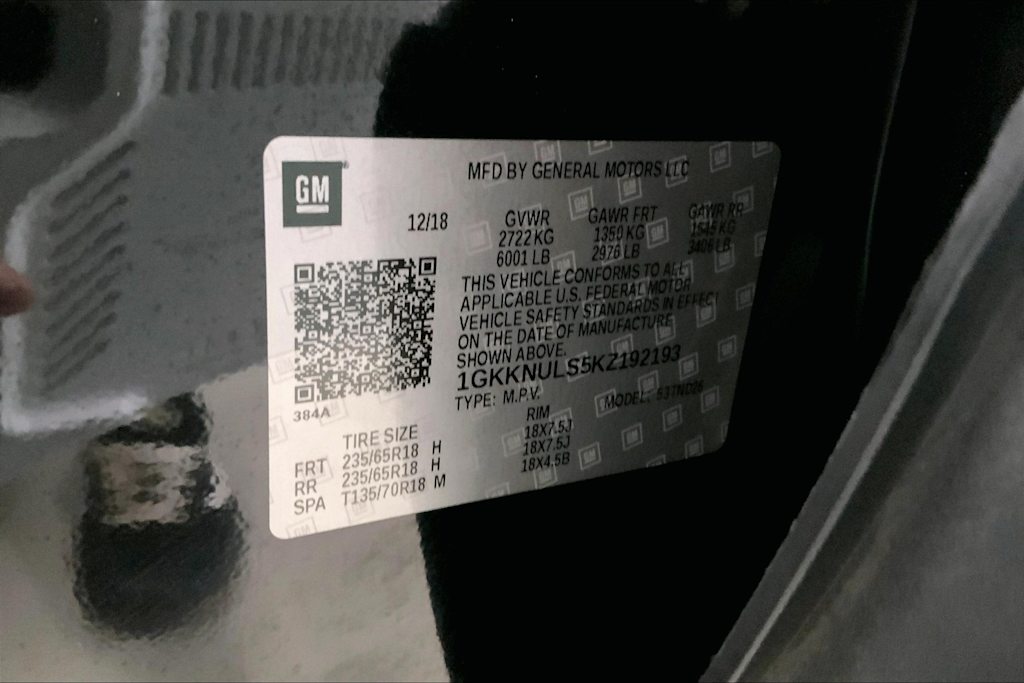 GM
MFD BY GENERAL MOTORS LLC
12/18 GVWR GAWR FRT GAWR RR
2722 KG 1350 KG 1545 KG
6001 LB 2976 LB 3406 LB
THIS VEHICLE CONFORMS TO ALL
APPLICABLE U.S. FEDERAL MOTOR
VEHICLE SAFETY STANDARDS IN EFFECT
ON THE DATE OF MANUFACTURE
SHOWN ABOVE.
1GKKNULS5KZ192193
TYPE: M.P.V. MODEL: 53TND26
384A
TIRE SIZE RIM
FRT 235/65R18 H 18X7.5J
RR 235/65R18 H 18X7.5J
SPA T135/70R18 M 18X4.5B